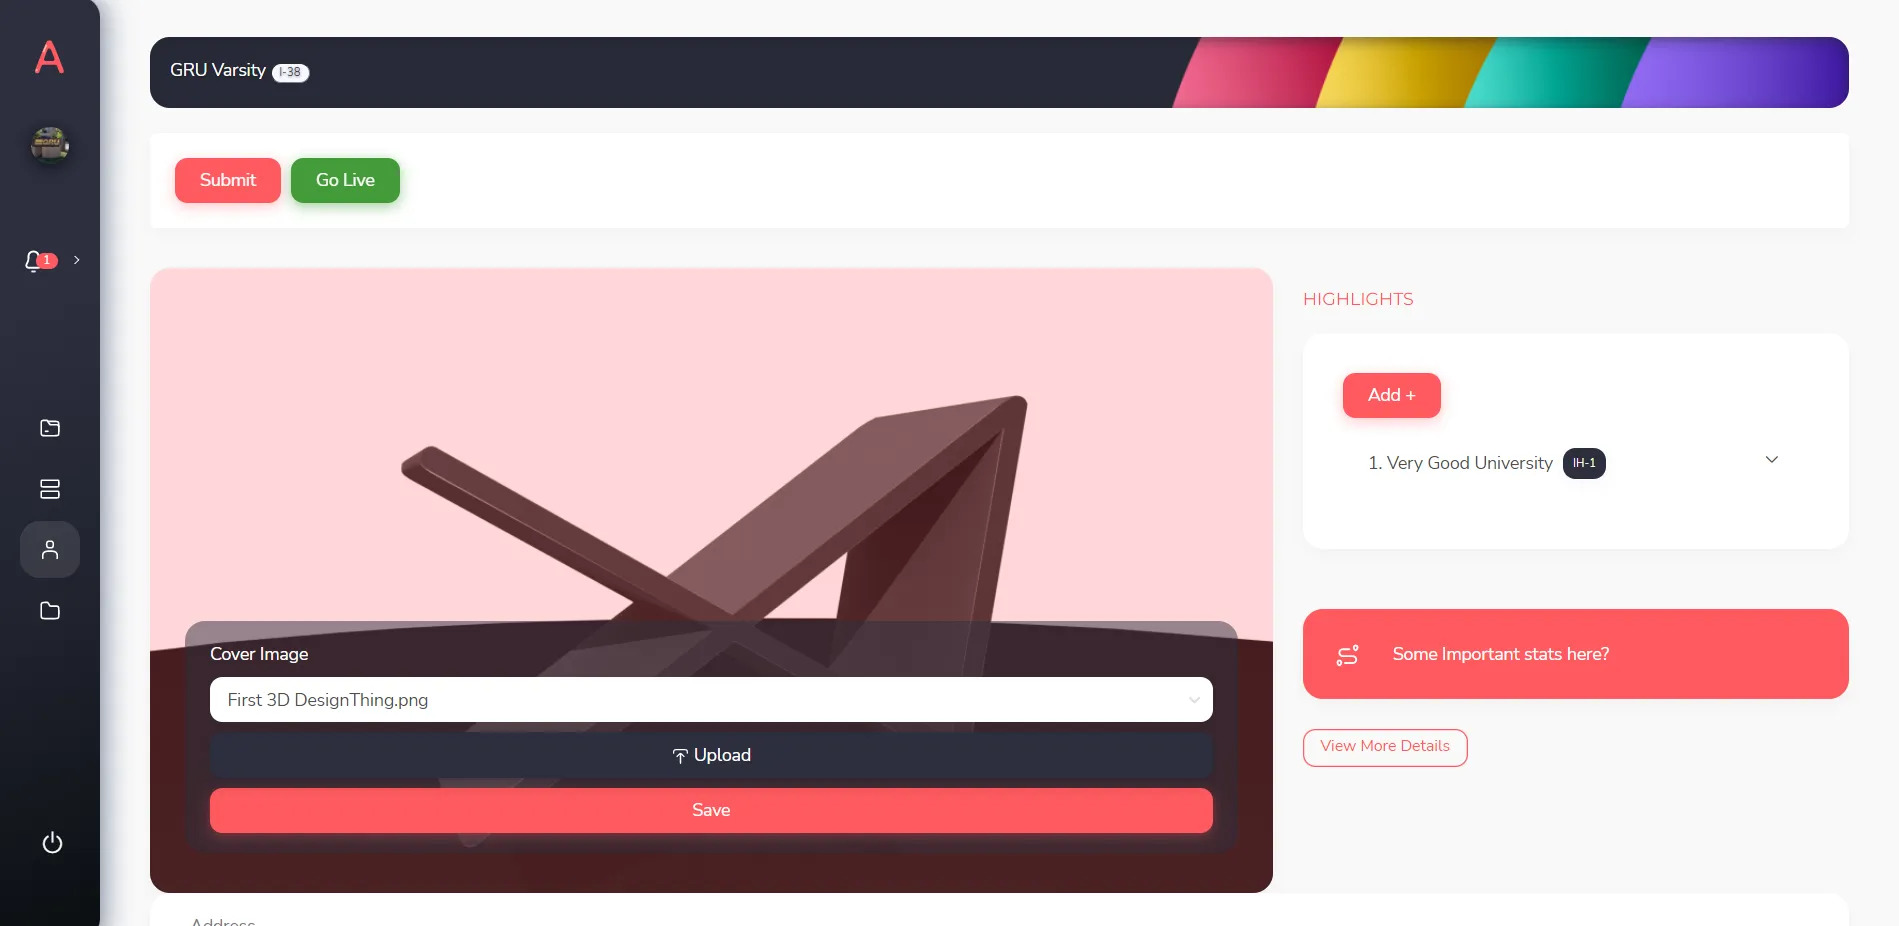 A
GRU Varsity I-38
Submit
Go Live
1
HIGHLIGHTS
Add +
1. Very Good University IH-1
Cover Image
First 3D DesignThing.png
Upload
Save
Some Important stats here?
View More Details
Address